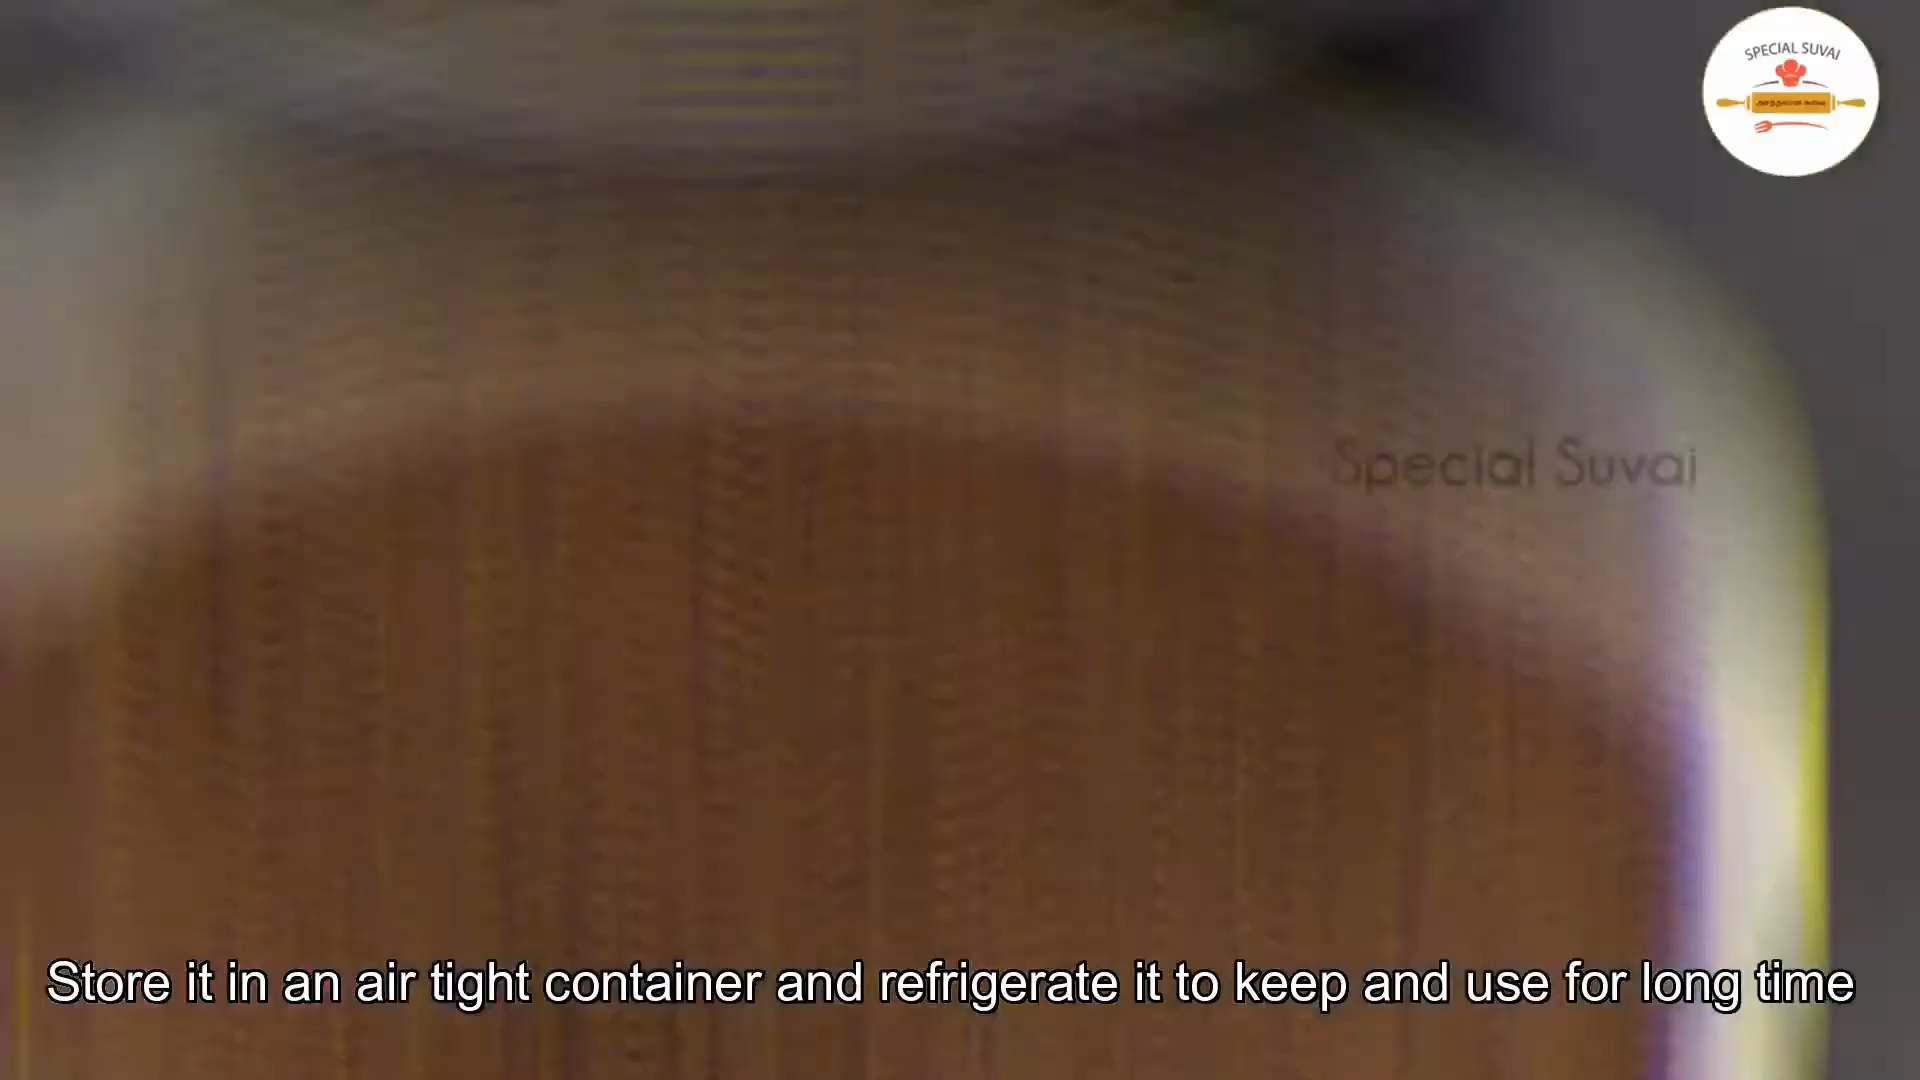 SPECIAL SUVAI
Special Suvai
Store it in an air tight container and refrigerate it to keep and use for long time